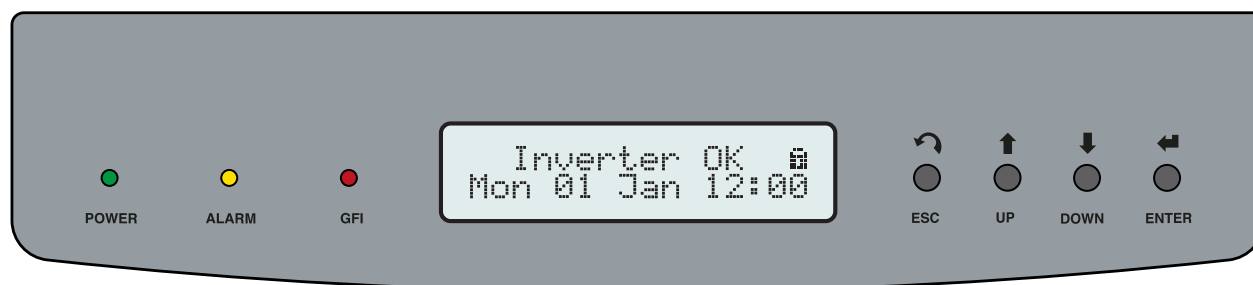 Inverter OK
Mon 01 Jan 12:00
POWER
ALARM
GFI
ESC
UP
DOWN
ENTER